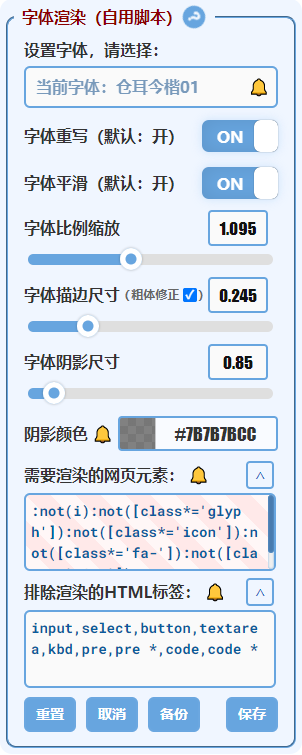 字体渲染（自用脚本）
设置字体，请选择：
当前字体：仓耳今楷01
字体重写（默认：开） ON
字体平滑（默认：开） ON
字体比例缩放 1.095
字体描边尺寸（粗体修正） 0.245
字体阴影尺寸 0.85
阴影颜色 #7B7B7BCC
需要渲染的网页元素： ^
:not(i):not([class*='glyp
h']):not([class*='icon']):n
ot([class*='fa-']):not([cla
排除渲染的HTML标签： ^
input,select,button,textare
a,kbd,pre,pre *,code,code *
重置 取消 备份 保存